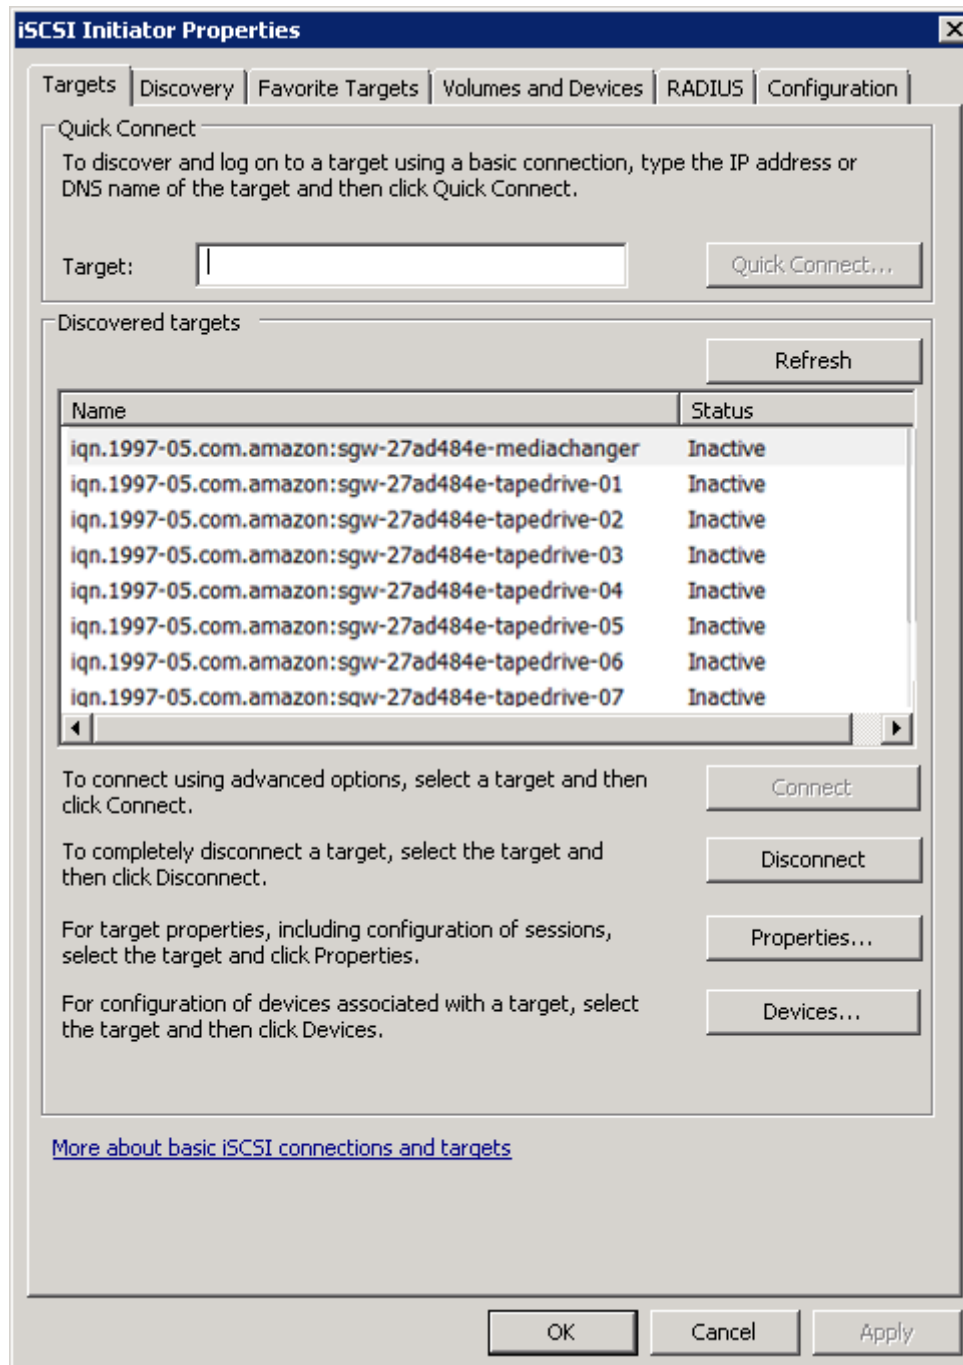 iSCSI Initiator Properties
Targets Discovery Favorite Targets Volumes and Devices RADIUS Configuration
Quick Connect
To discover and log on to a target using a basic connection, type the IP address or
DNS name of the target and then click Quick Connect.
Target: Quick Connect...
Discovered targets
Refresh
Name Status
iqn.1997-05.com.amazon:sgw-27ad484e-mediachanger Inactive
iqn.1997-05.com.amazon:sgw-27ad484e-tapedrive-01 Inactive
iqn.1997-05.com.amazon:sgw-27ad484e-tapedrive-02 Inactive
iqn.1997-05.com.amazon:sgw-27ad484e-tapedrive-03 Inactive
iqn.1997-05.com.amazon:sgw-27ad484e-tapedrive-04 Inactive
iqn.1997-05.com.amazon:sgw-27ad484e-tapedrive-05 Inactive
iqn.1997-05.com.amazon:sgw-27ad484e-tapedrive-06 Inactive
iqn.1997-05.com.amazon:sgw-27ad484e-tapedrive-07 Inactive
To connect using advanced options, select a target and then
click Connect.
Connect
To completely disconnect a target, select the target and
then click Disconnect.
Disconnect
For target properties, including configuration of sessions,
select the target and click Properties.
Properties...
For configuration of devices associated with a target, select
the target and then click Devices.
Devices...
More about basic iSCSI connections and targets
OK Cancel Apply